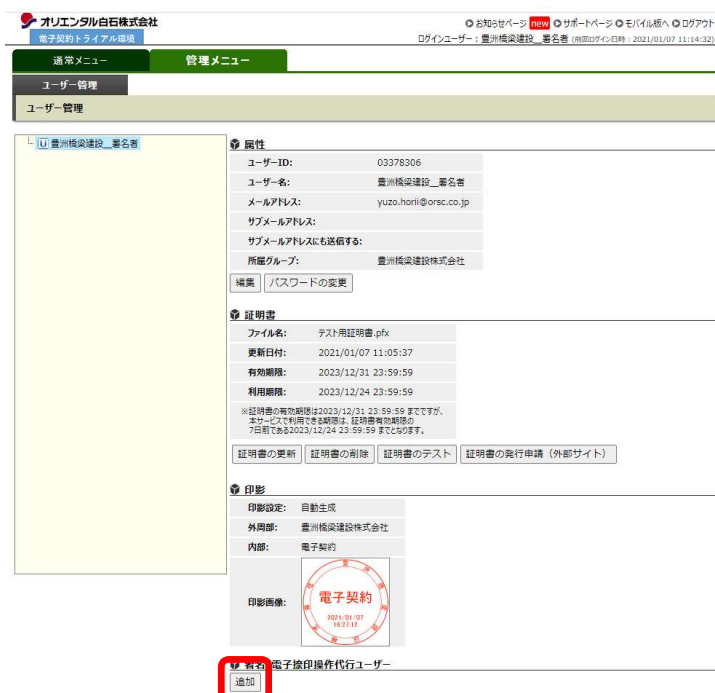 オリエンタル白石株式会社
電子契約トライアル環境
お知らせページ new サポートページ モバイル版へ ログアウト
ログインユーザー：豊洲橋梁建設__署名者 (前回ログイン日時：2021/01/07 11:14:32)
通常メニュー 管理メニュー
ユーザー管理
ユーザー管理
U 豊洲橋梁建設__署名者
属性
ユーザーID: 03378306
ユーザー名: 豊洲橋梁建設__署名者
メールアドレス: yuzo.horii@orsc.co.jp
サブメールアドレス:
サブメールアドレスにも送信する:
所属グループ: 豊洲橋梁建設株式会社
編集 パスワードの変更
証明書
ファイル名: テスト用証明書.pfx
更新日付: 2021/01/07 11:05:37
有効期限: 2023/12/31 23:59:59
利用期限: 2023/12/24 23:59:59
※証明書の有効期限は2023/12/31 23:59:59 までですが、
本サービスで利用できる期限は、証明書有効期限の
7日前である2023/12/24 23:59:59 までとなります。
証明書の更新 証明書の削除 証明書のテスト 証明書の発行申請（外部サイト）
印影
印影設定: 自動生成
外周部: 豊洲橋梁建設株式会社
内部: 電子契約
印影画像:
電子契約
2021/01/07
16:27:12
署名 電子捺印操作代行ユーザー
追加